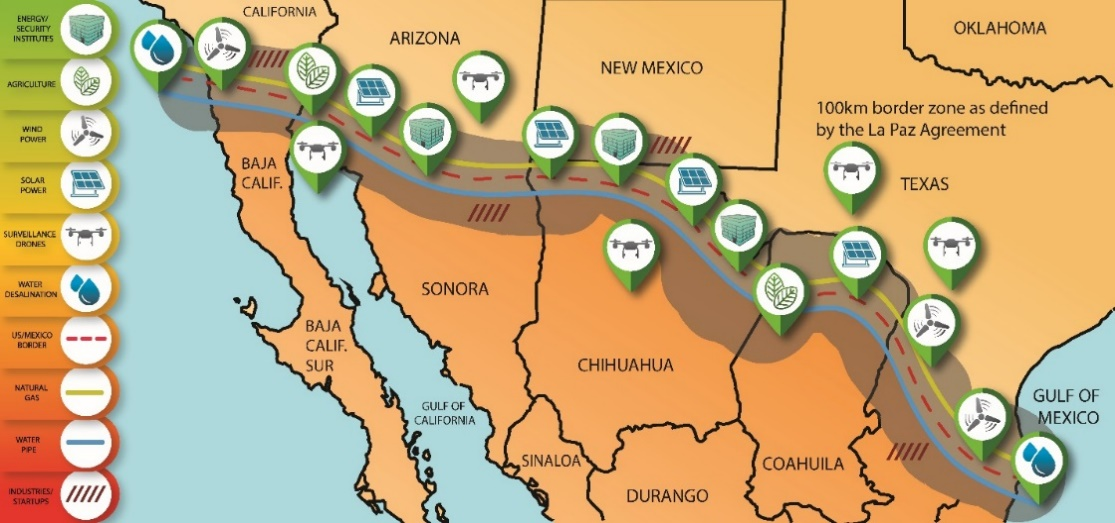 ENERGY/
SECURITY
INSTITUTES
AGRICULTURE
WIND
POWER
SOLAR
POWER
SURVEILLANCE
DRONES
WATER
DESALINATION
US/MEXICO
BORDER
NATURAL
GAS
WATER
PIPE
INDUSTRIES/
STARTUPS
CALIFORNIA
ARIZONA
NEW MEXICO
OKLAHOMA
100km border zone as defined
by the La Paz Agreement
TEXAS
BAJA
CALIF.
SONORA
BAJA
CALIF.
SUR
CHIHUAHUA
GULF OF
CALIFORNIA
GULF OF
MEXICO
SINALOA
DURANGO
COAHUILA